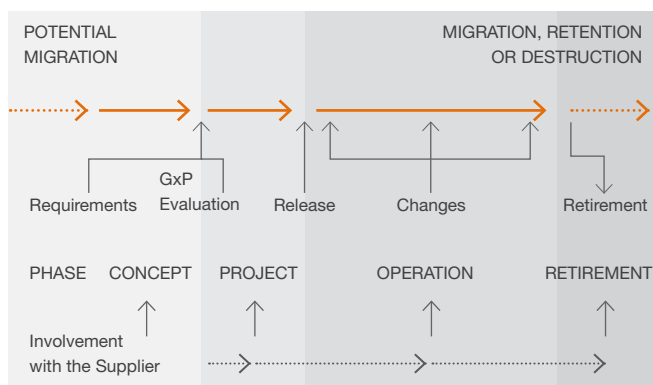 POTENTIAL
MIGRATION
MIGRATION, RETENTION
OR DESTRUCTION
GxP
Requirements Evaluation Release Changes Retirement
PHASE CONCEPT PROJECT OPERATION RETIREMENT
Involvement
with the Supplier